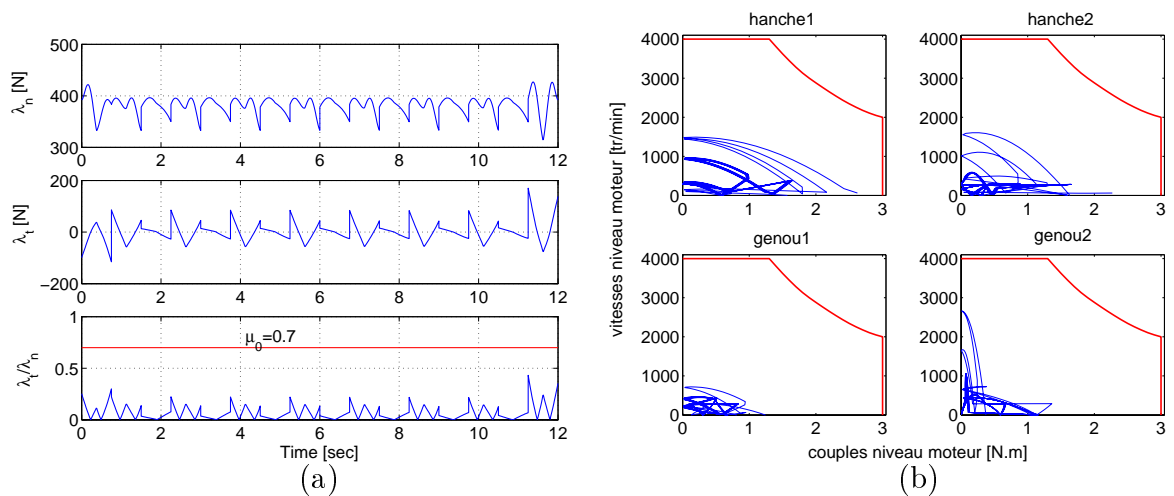 500
400
300
λn [N]
0 2 4 6 8 10 12
200
0
−200
λt [N]
0 2 4 6 8 10 12
1
0.5
0
λt/λn
μ0=0.7
0 2 4 6 8 10 12
Time [sec]
(a)
hanche1
4000
3000
2000
1000
0
0 1 2 3
hanche2
4000
3000
2000
1000
0
0 1 2 3
genou1
4000
3000
2000
1000
0
0 1 2 3
genou2
4000
3000
2000
1000
0
0 1 2 3
vitesses niveau moteur [tr/min]
couples niveau moteur [N.m]
(b)